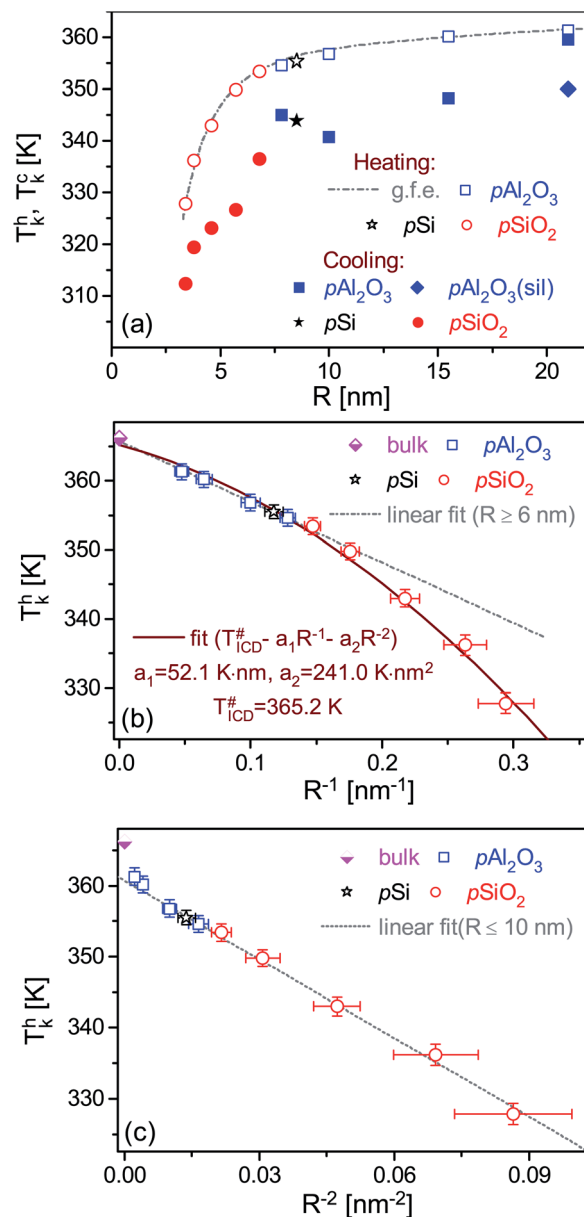 360
350
340
330
320
310
T_k^h, T_k^c [K]
Heating:
g.f.e. pAl₂O₃
pSi pSiO₂
Cooling:
pAl₂O₃ pAl₂O₃(sil)
pSi pSiO₂
(a)
0 5 10 15 20
R [nm]
360
350
340
330
T_k^h [K]
bulk pAl₂O₃
pSi pSiO₂
linear fit (R ≥ 6 nm)
fit (T_ICD^# - a₁R⁻¹ - a₂R⁻²)
a₁=52.1 K·nm, a₂=241.0 K·nm²
T_ICD^#=365.2 K
(b)
0.0 0.1 0.2 0.3
R⁻¹ [nm⁻¹]
360
350
340
330
T_k^h [K]
bulk pAl₂O₃
pSi pSiO₂
linear fit(R ≤ 10 nm)
(c)
0.00 0.03 0.06 0.09
R⁻² [nm⁻²]